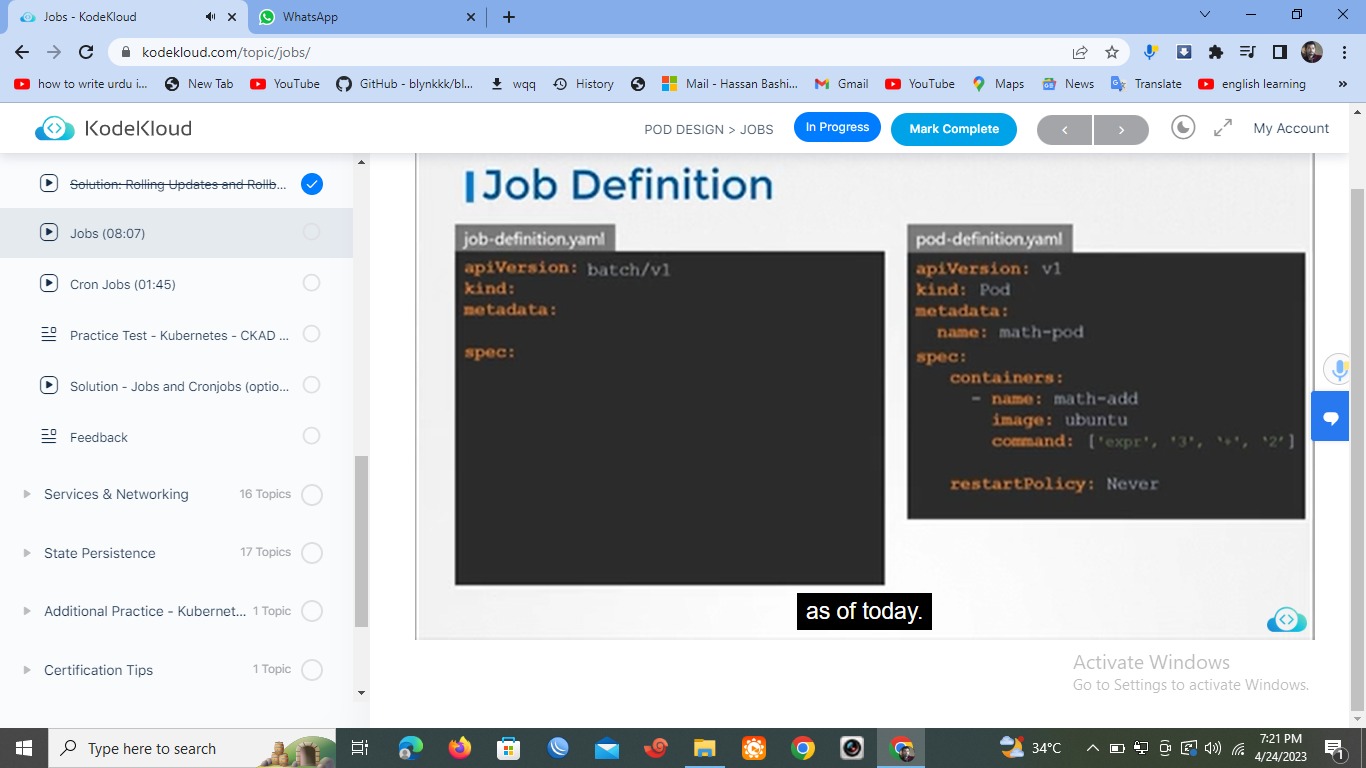 Jobs - KodeKloud
WhatsApp
kodekloud.com/topic/jobs/
how to write urdu i...
New Tab
YouTube
GitHub - blynkkk/bl...
wqq
History
Mail - Hassan Bashi...
Gmail
YouTube
Maps
News
Translate
english learning
»
KodeKloud
POD DESIGN > JOBS
In Progress
Mark Complete
My Account
Solution: Rolling Updates and Rollb...
Jobs (08:07)
Cron Jobs (01:45)
Practice Test - Kubernetes - CKAD ...
Solution - Jobs and Cronjobs (optio...
Feedback
Services & Networking 16 Topics
State Persistence 17 Topics
Additional Practice - Kubernet... 1 Topic
Certification Tips 1 Topic
Job Definition
job-definition.yaml
apiVersion: batch/v1
kind:
metadata:
spec:
pod-definition.yaml
apiVersion: v1
kind: Pod
metadata:
name: math-pod
spec:
containers:
- name: math-add
image: ubuntu
command: ['expr', '3', '+', '2']
restartPolicy: Never
as of today.
Activate Windows
Go to Settings to activate Windows.
Type here to search
34°C
7:21 PM
4/24/2023
1